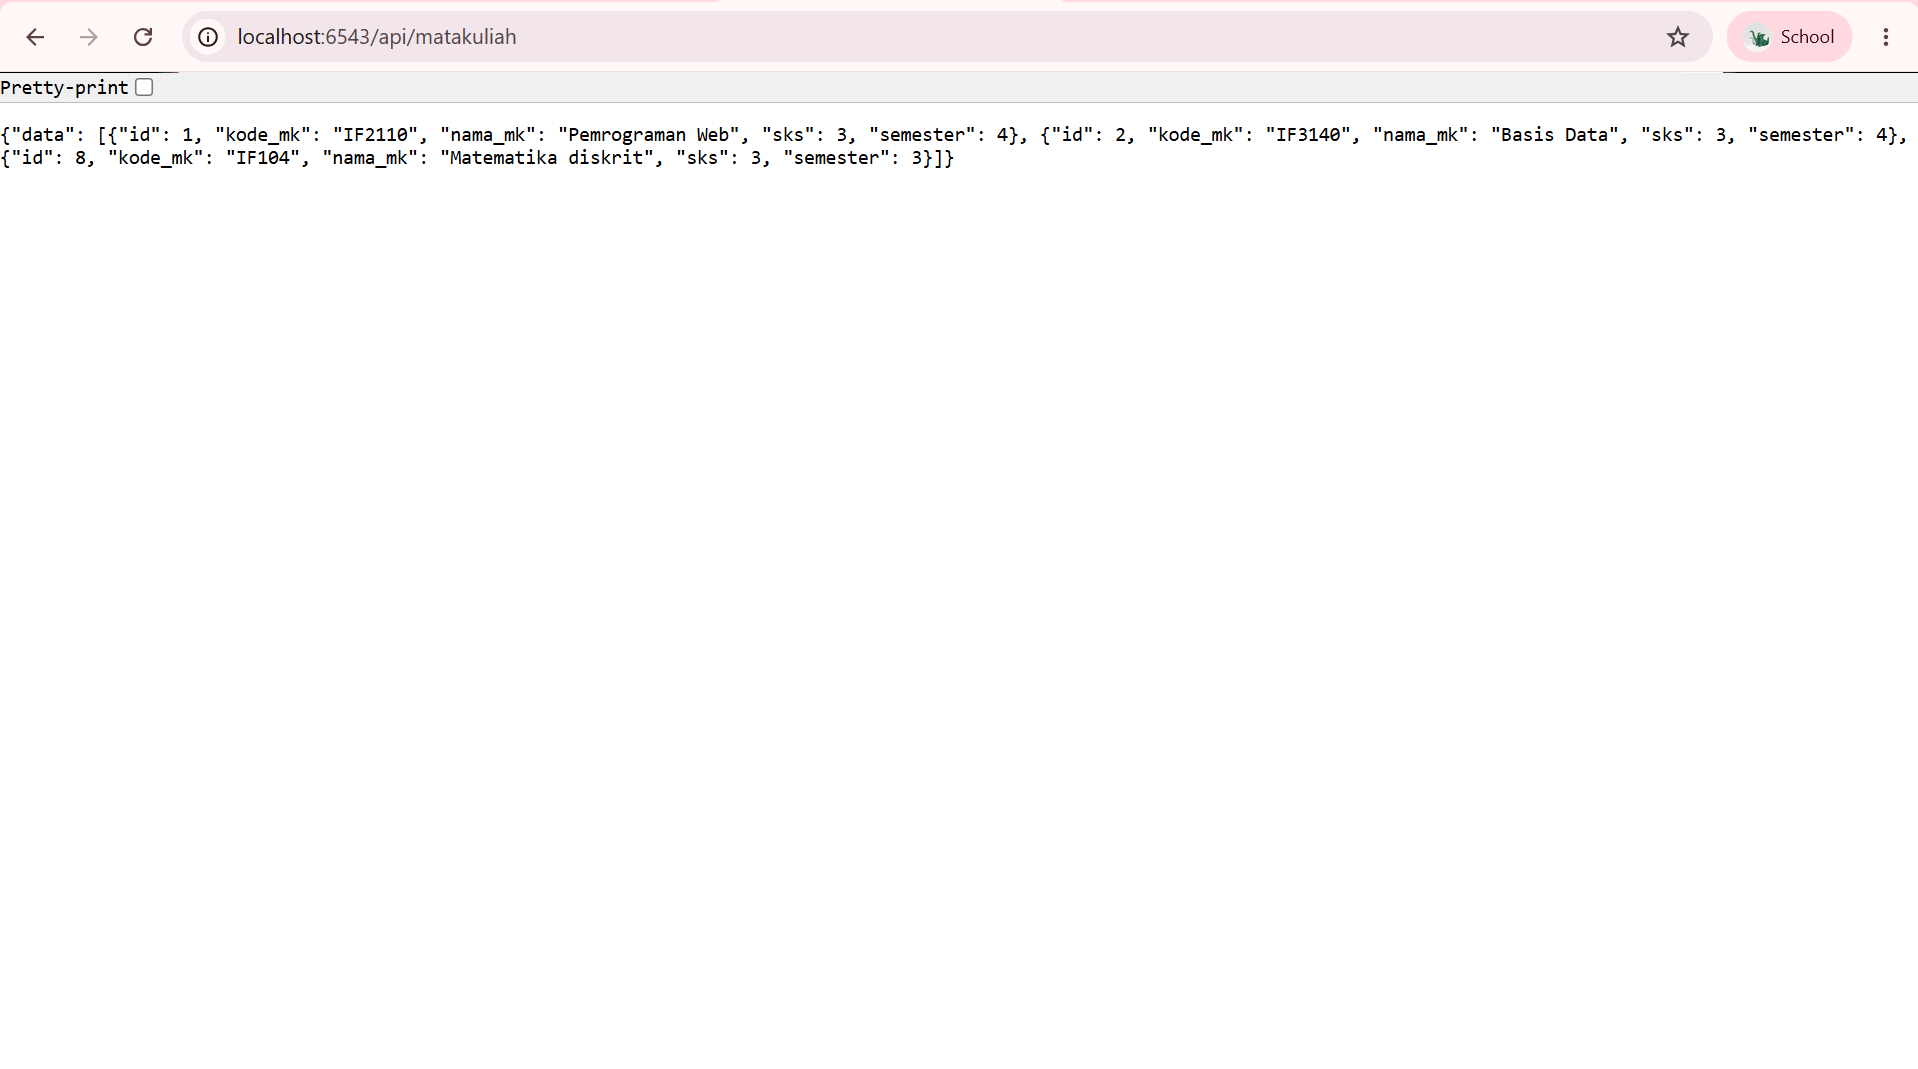 localhost:6543/api/matakuliah
School
Pretty-print
{"data": [{"id": 1, "kode_mk": "IF2110", "nama_mk": "Pemrograman Web", "sks": 3, "semester": 4}, {"id": 2, "kode_mk": "IF3140", "nama_mk": "Basis Data", "sks": 3, "semester": 4},
{"id": 8, "kode_mk": "IF104", "nama_mk": "Matematika diskrit", "sks": 3, "semester": 3}]}